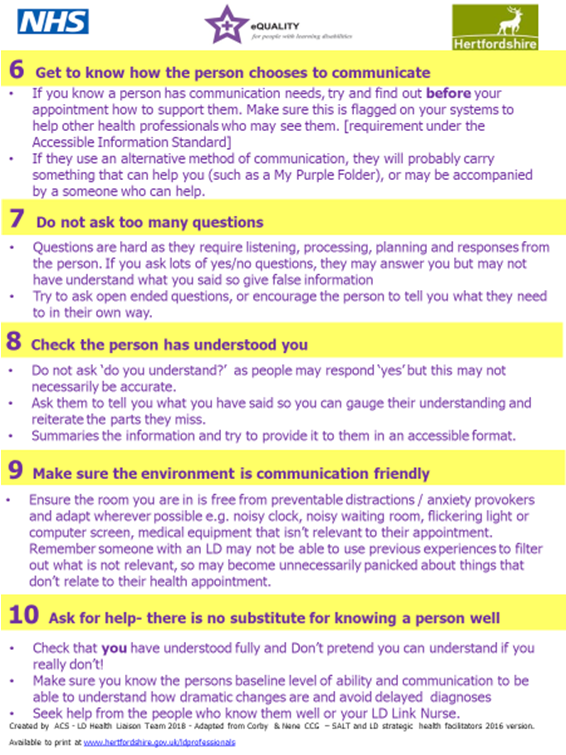 NHS
eQUALITY
for people with learning disabilities
Hertfordshire
6 Get to know how the person chooses to communicate
• If you know a person has communication needs, try and find out before your
appointment how to support them. Make sure this is flagged on your systems to
help other health professionals who may see them. [requirement under the
Accessible Information Standard]
• If they use an alternative method of communication, they will probably carry
something that can help you (such as a My Purple Folder), or may be accompanied
by a someone who can help.
7 Do not ask too many questions
• Questions are hard as they require listening, processing, planning and responses from
the person. If you ask lots of yes/no questions, they may answer you but may not
have understand what you said so give false information
• Try to ask open ended questions, or encourage the person to tell you what they need
to in their own way.
8 Check the person has understood you
• Do not ask ‘do you understand?’ as people may respond ‘yes’ but this may not
necessarily be accurate.
• Ask them to tell you what you have said so you can gauge their understanding and
reiterate the parts they miss.
• Summaries the information and try to provide it to them in an accessible format.
9 Make sure the environment is communication friendly
• Ensure the room you are in is free from preventable distractions / anxiety provokers
and adapt wherever possible e.g. noisy clock, noisy waiting room, flickering light or
computer screen, medical equipment that isn’t relevant to their appointment.
Remember someone with an LD may not be able to use previous experiences to filter
out what is not relevant, so may become unnecessarily panicked about things that
don’t relate to their health appointment.
10 Ask for help- there is no substitute for knowing a person well
• Check that you have understood fully and Don’t pretend you can understand if you
really don’t!
• Make sure you know the persons baseline level of ability and communication to be
able to understand how dramatic changes are and avoid delayed diagnoses
• Seek help from the people who know them well or your LD Link Nurse.
Created by ACS - LD Health Liaison Team 2018 - Adapted from Corby & Nene CCG – SALT and LD strategic health facilitators 2016 version.
Available to print at www.hertfordshire.gov.uk/ldprofessionals